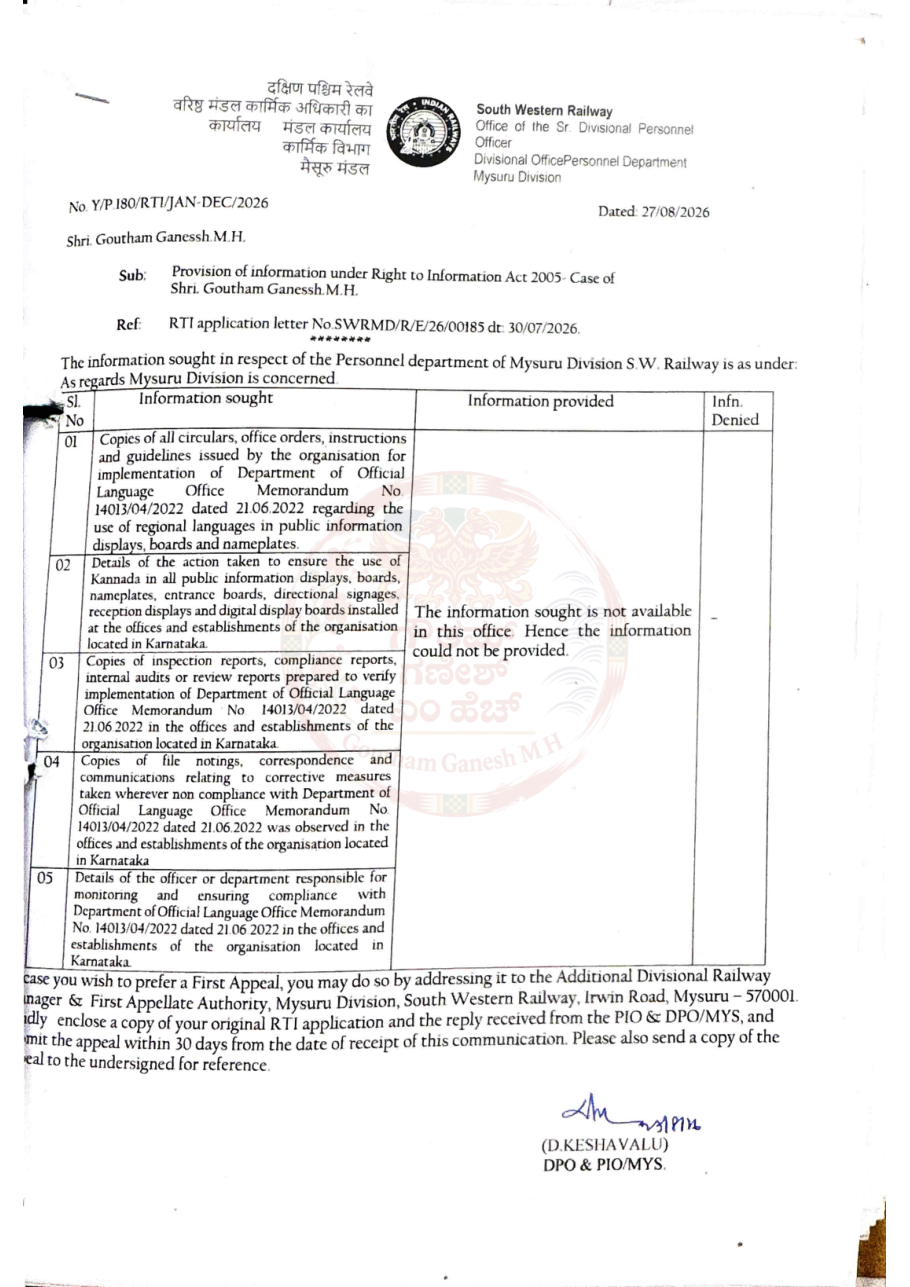 दक्षिण पश्चिम रेलवे
वरिष्ठ मंडल कार्मिक अधिकारी का
कार्यालय मंडल कार्यालय
कार्मिक विभाग
मैसूरु मंडल
INDIAN RAILWAYS
भारतीय रेल
South Western Railway
Office of the Sr. Divisional Personnel
Officer
Divisional OfficePersonnel Department
Mysuru Division
No. Y/P.180/RTI/JAN-DEC/2026
Dated: 27/08/2026
Shri. Goutham Ganessh.M.H.
Sub: Provision of information under Right to Information Act 2005- Case of
Shri. Goutham Ganessh.M.H.
Ref: RTI application letter No.SWRMD/R/E/26/00185 dt: 30/07/2026.
********
The information sought in respect of the Personnel department of Mysuru Division S.W. Railway is as under:
As regards Mysuru Division is concerned.
Sl. No
Information sought
Information provided
Infn. Denied
01
Copies of all circulars, office orders, instructions
and guidelines issued by the organisation for
implementation of Department of Official
Language Office Memorandum No.
14013/04/2022 dated 21.06.2022 regarding the
use of regional languages in public information
displays, boards and nameplates.
02
Details of the action taken to ensure the use of
Kannada in all public information displays, boards,
nameplates, entrance boards, directional signages,
reception displays and digital display boards installed
at the offices and establishments of the organisation
located in Karnataka.
03
Copies of inspection reports, compliance reports,
internal audits or review reports prepared to verify
implementation of Department of Official Language
Office Memorandum No 14013/04/2022 dated
21.06.2022 in the offices and establishments of the
organisation located in Karnataka.
04
Copies of file notings, correspondence and
communications relating to corrective measures
taken wherever non compliance with Department of
Official Language Office Memorandum No.
14013/04/2022 dated 21.06.2022 was observed in the
offices and establishments of the organisation located
in Karnataka
05
Details of the officer or department responsible for
monitoring and ensuring compliance with
Department of Official Language Office Memorandum
No. 14013/04/2022 dated 21.06.2022 in the offices and
establishments of the organisation located in
Karnataka.
The information sought is not available
in this office. Hence the information
could not be provided.
-
ಗಣೇಶ್
ಎಂ ಹೆಚ್
Goutham Ganesh M H
case you wish to prefer a First Appeal, you may do so by addressing it to the Additional Divisional Railway
nager & First Appellate Authority, Mysuru Division, South Western Railway, Irwin Road, Mysuru – 570001.
dly enclose a copy of your original RTI application and the reply received from the PIO & DPO/MYS, and
mit the appeal within 30 days from the date of receipt of this communication. Please also send a copy of the
eal to the undersigned for reference.
(D.KESHAVALU)
DPO & PIO/MYS.